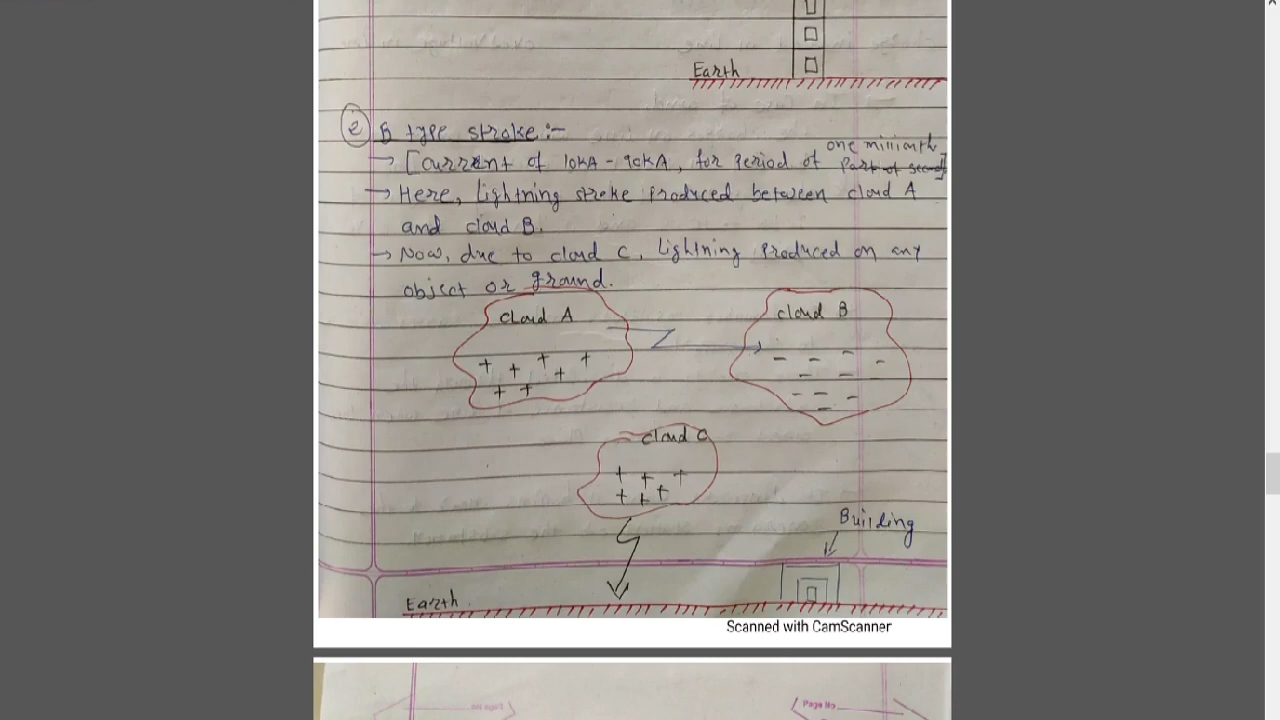 Earth
2 B type stroke :-
→ [Current of 10KA - 90KA, for period of one millionth
Part of second]
→ Here, Lightning stroke Produced between cloud A
and cloud B.
→ Now, due to cloud C, Lightning Produced on any
object or ground.
cloud A
cloud B
+ + + + + + +
- - - - - - - - - -
cloud C
+ + + + + +
Building
Earth
Scanned with CamScanner
Page No